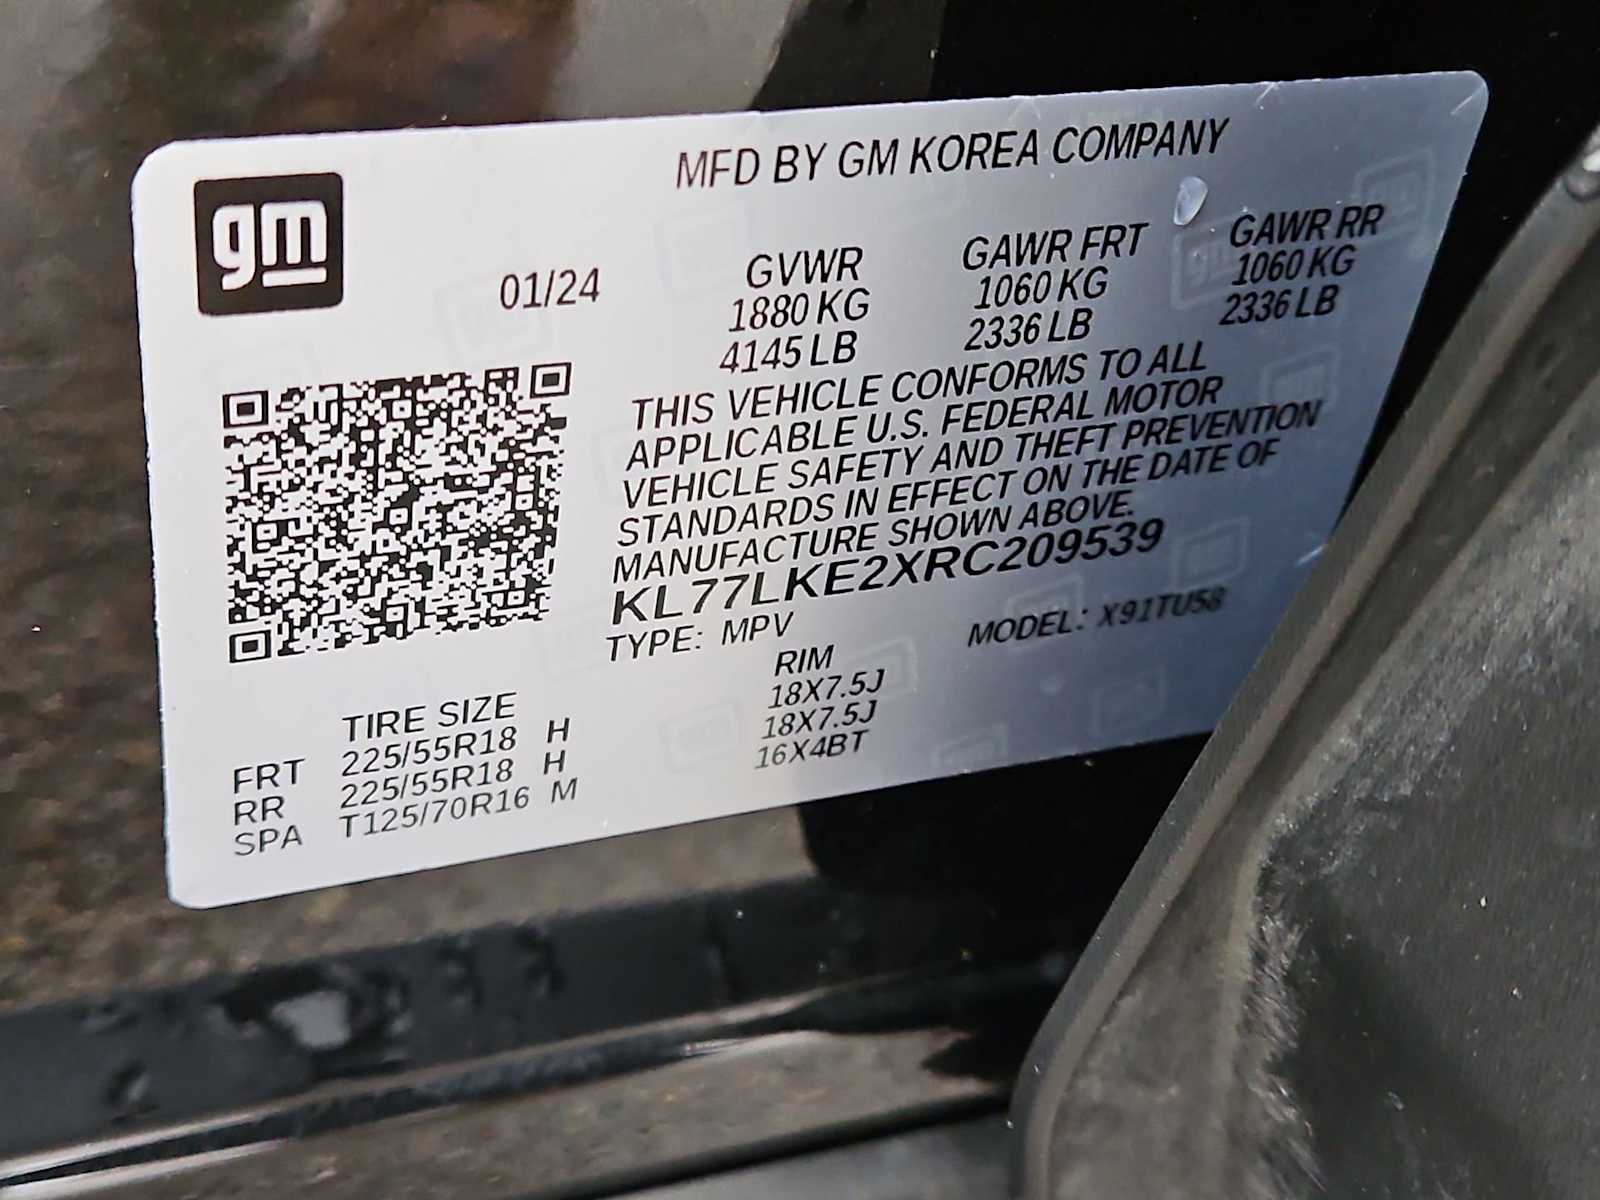 MFD BY GM KOREA COMPANY
gm
01/24
GVWR GAWR FRT GAWR RR
1880 KG 1060 KG 1060 KG
4145 LB 2336 LB 2336 LB
THIS VEHICLE CONFORMS TO ALL
APPLICABLE U.S. FEDERAL MOTOR
VEHICLE SAFETY AND THEFT PREVENTION
STANDARDS IN EFFECT ON THE DATE OF
MANUFACTURE SHOWN ABOVE.
KL77LKE2XRC209539
TYPE: MPV MODEL: X91TU58
TIRE SIZE RIM
FRT 225/55R18 H 18X7.5J
RR 225/55R18 H 18X7.5J
SPA T125/70R16 M 16X4BT